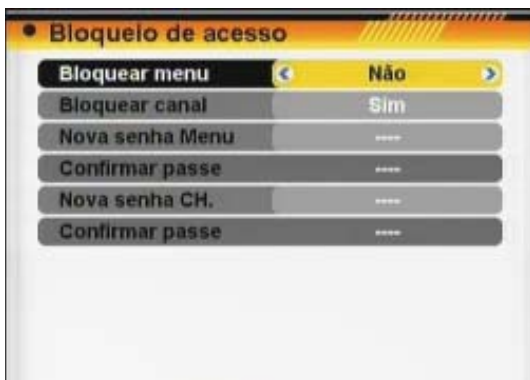 Bloqueio de acesso
Bloquear menu Não
Bloquear canal Sim
Nova senha Menu ----
Confirmar passe ----
Nova senha CH. ----
Confirmar passe ----